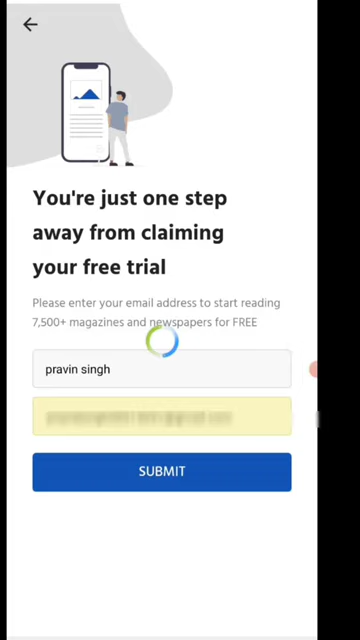 You're just one step
away from claiming
your free trial
Please enter your email address to start reading
7,500+ magazines and newspapers for FREE
pravin singh
SUBMIT